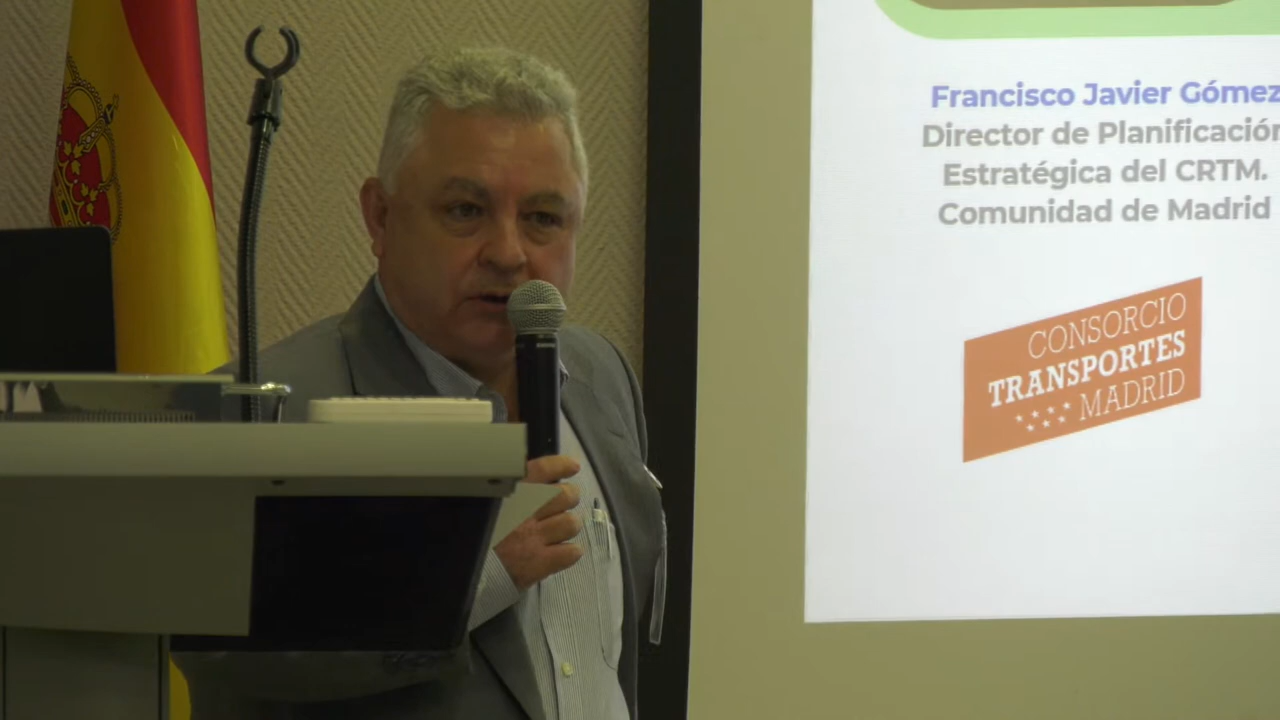 Francisco Javier Gómez
Director de Planificación
Estratégica del CRTM.
Comunidad de Madrid
CONSORCIO
TRANSPORTES
MADRID